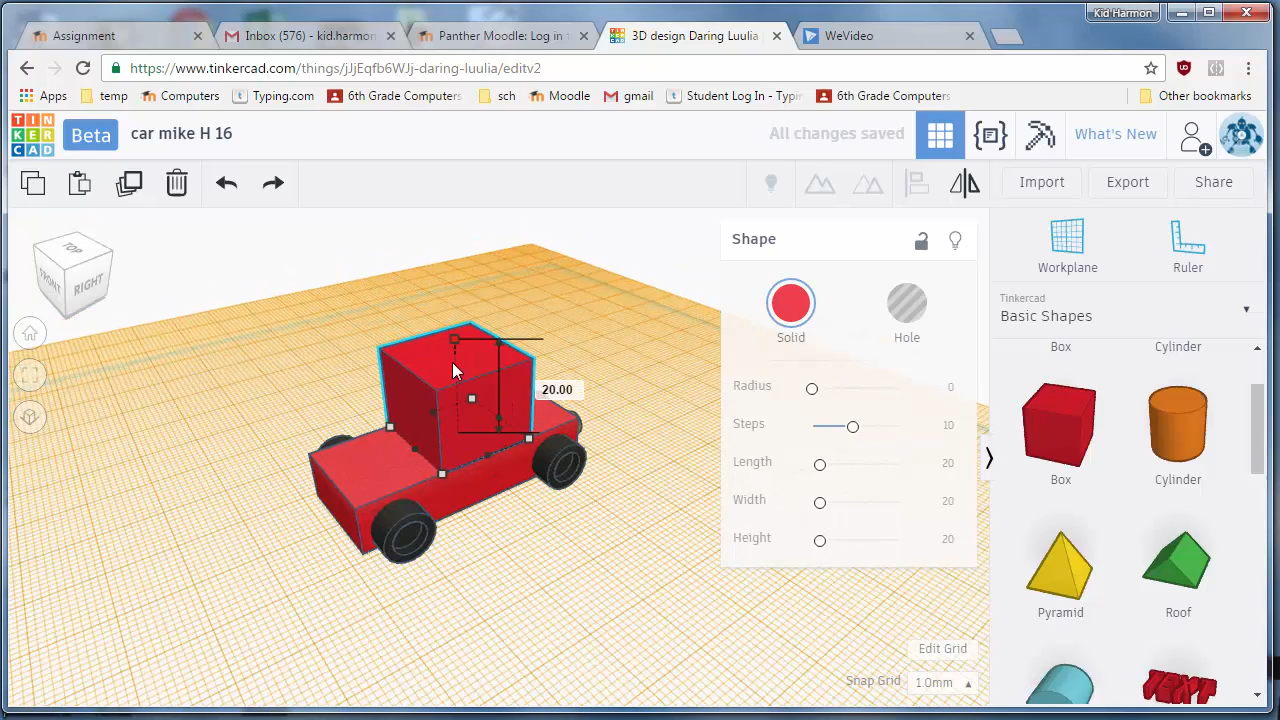 Kid Harmon
Assignment
Inbox (576) - kid.harmon
Panther Moodle: Log in t
3D design Daring Luulia
WeVideo
https://www.tinkercad.com/things/jJjEqfb6WJj-daring-luulia/editv2
Apps
temp
Computers
Typing.com
6th Grade Computers
sch
Moodle
gmail
Student Log In - Typi
6th Grade Computers
Other bookmarks
TIN
KER
CAD
Beta
car mike H 16
All changes saved
What's New
Import
Export
Share
TOP
FRONT
RIGHT
Shape
Solid
Hole
Radius 0
Steps 10
Length 20
Width 20
Height 20
20.00
Workplane
Ruler
Tinkercad
Basic Shapes
Box
Cylinder
Box
Cylinder
Pyramid
Roof
TEXT
Edit Grid
Snap Grid 1.0mm